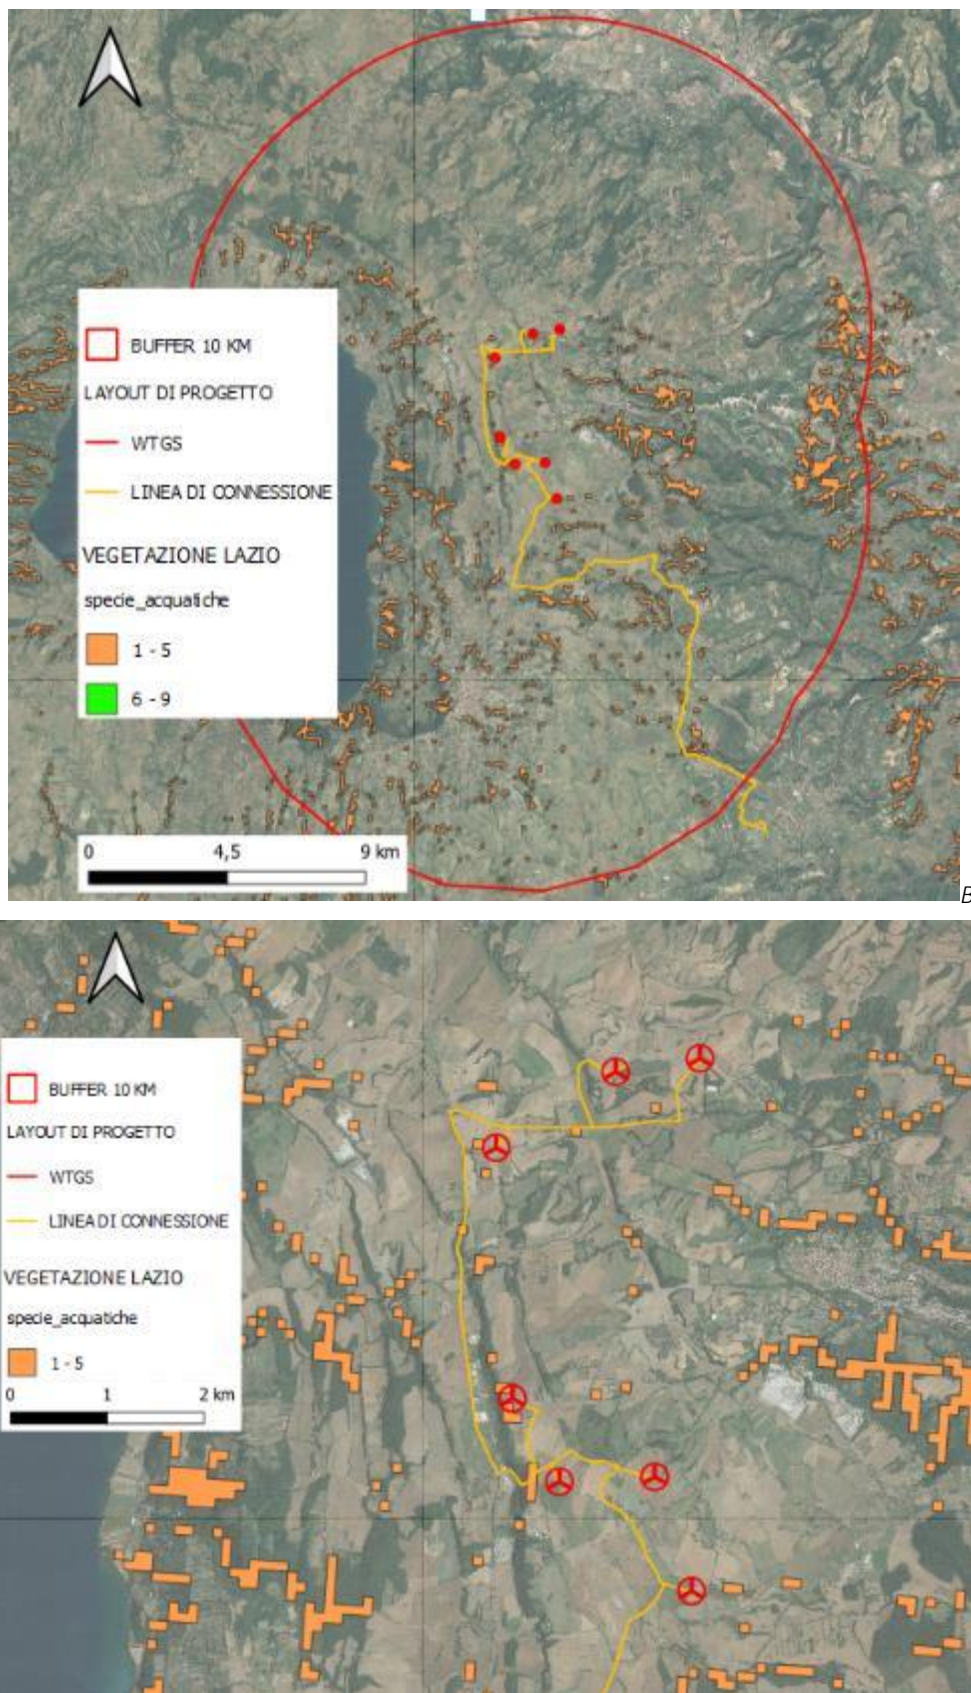 BUFFER 10 KM
LAYOUT DI PROGETTO
WTGS
LINEA DI CONNESSIONE
VEGETAZIONE LAZIO
specie_acquatiche
1 - 5
6 - 9
0 4,5 9 km
B
BUFFER 10 KM
LAYOUT DI PROGETTO
WTGS
LINEA DI CONNESSIONE
VEGETAZIONE LAZIO
specie_acquatiche
1 - 5
0 1 2 km